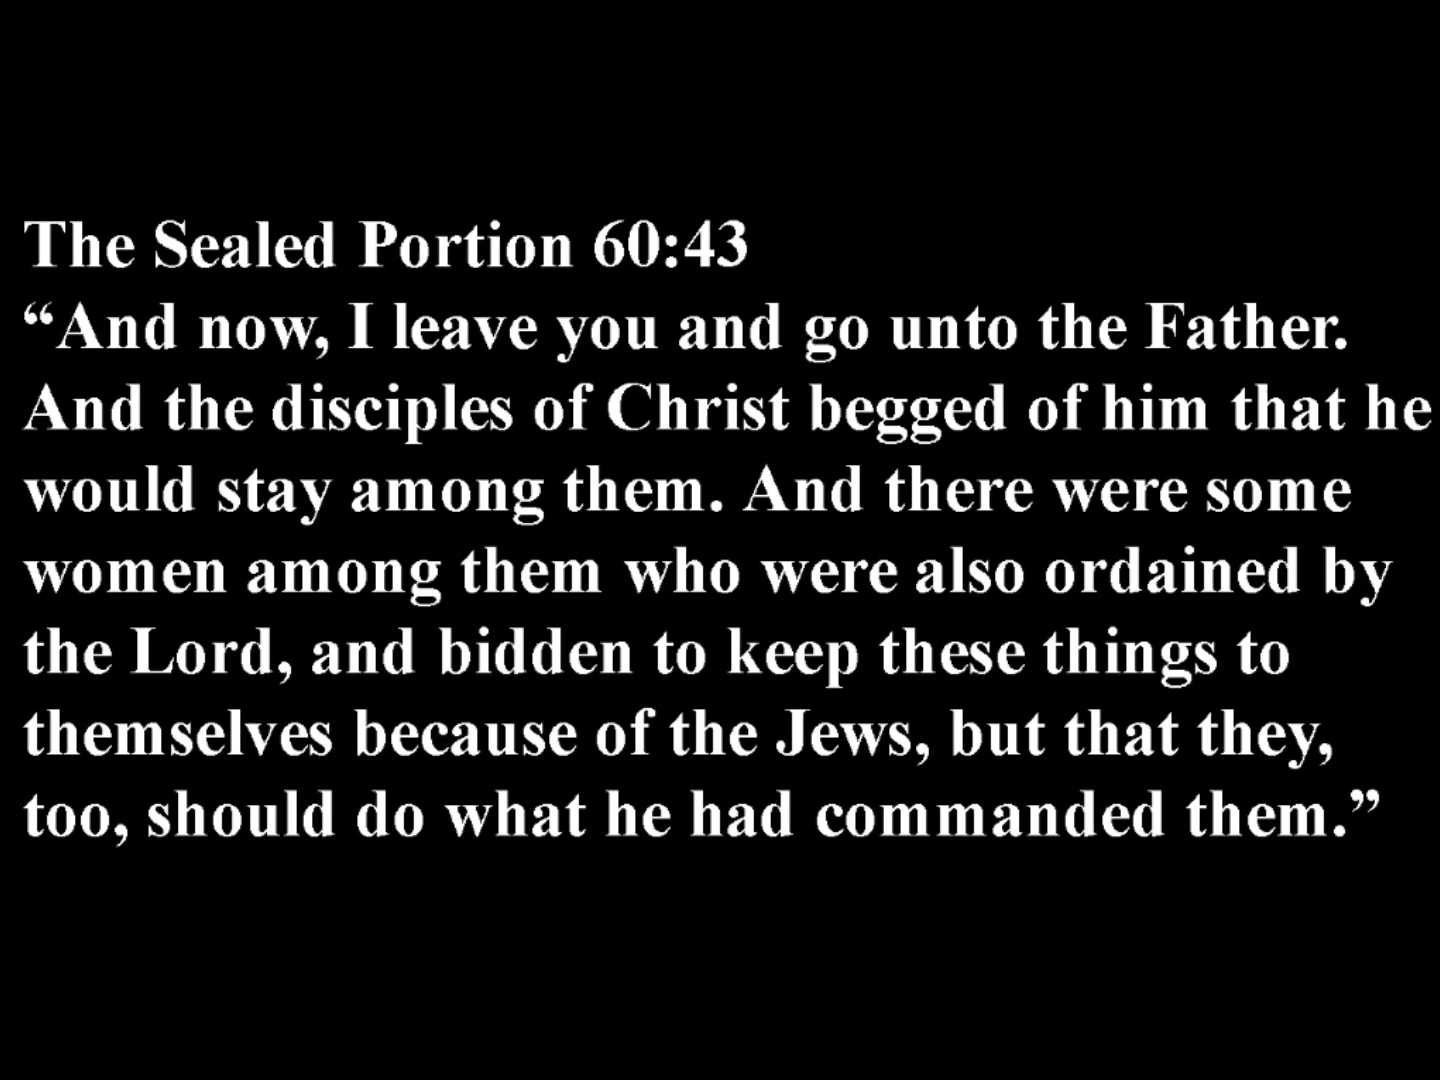 The Sealed Portion 60:43
“And now, I leave you and go unto the Father.
And the disciples of Christ begged of him that he
would stay among them. And there were some
women among them who were also ordained by
the Lord, and bidden to keep these things to
themselves because of the Jews, but that they,
too, should do what he had commanded them.”